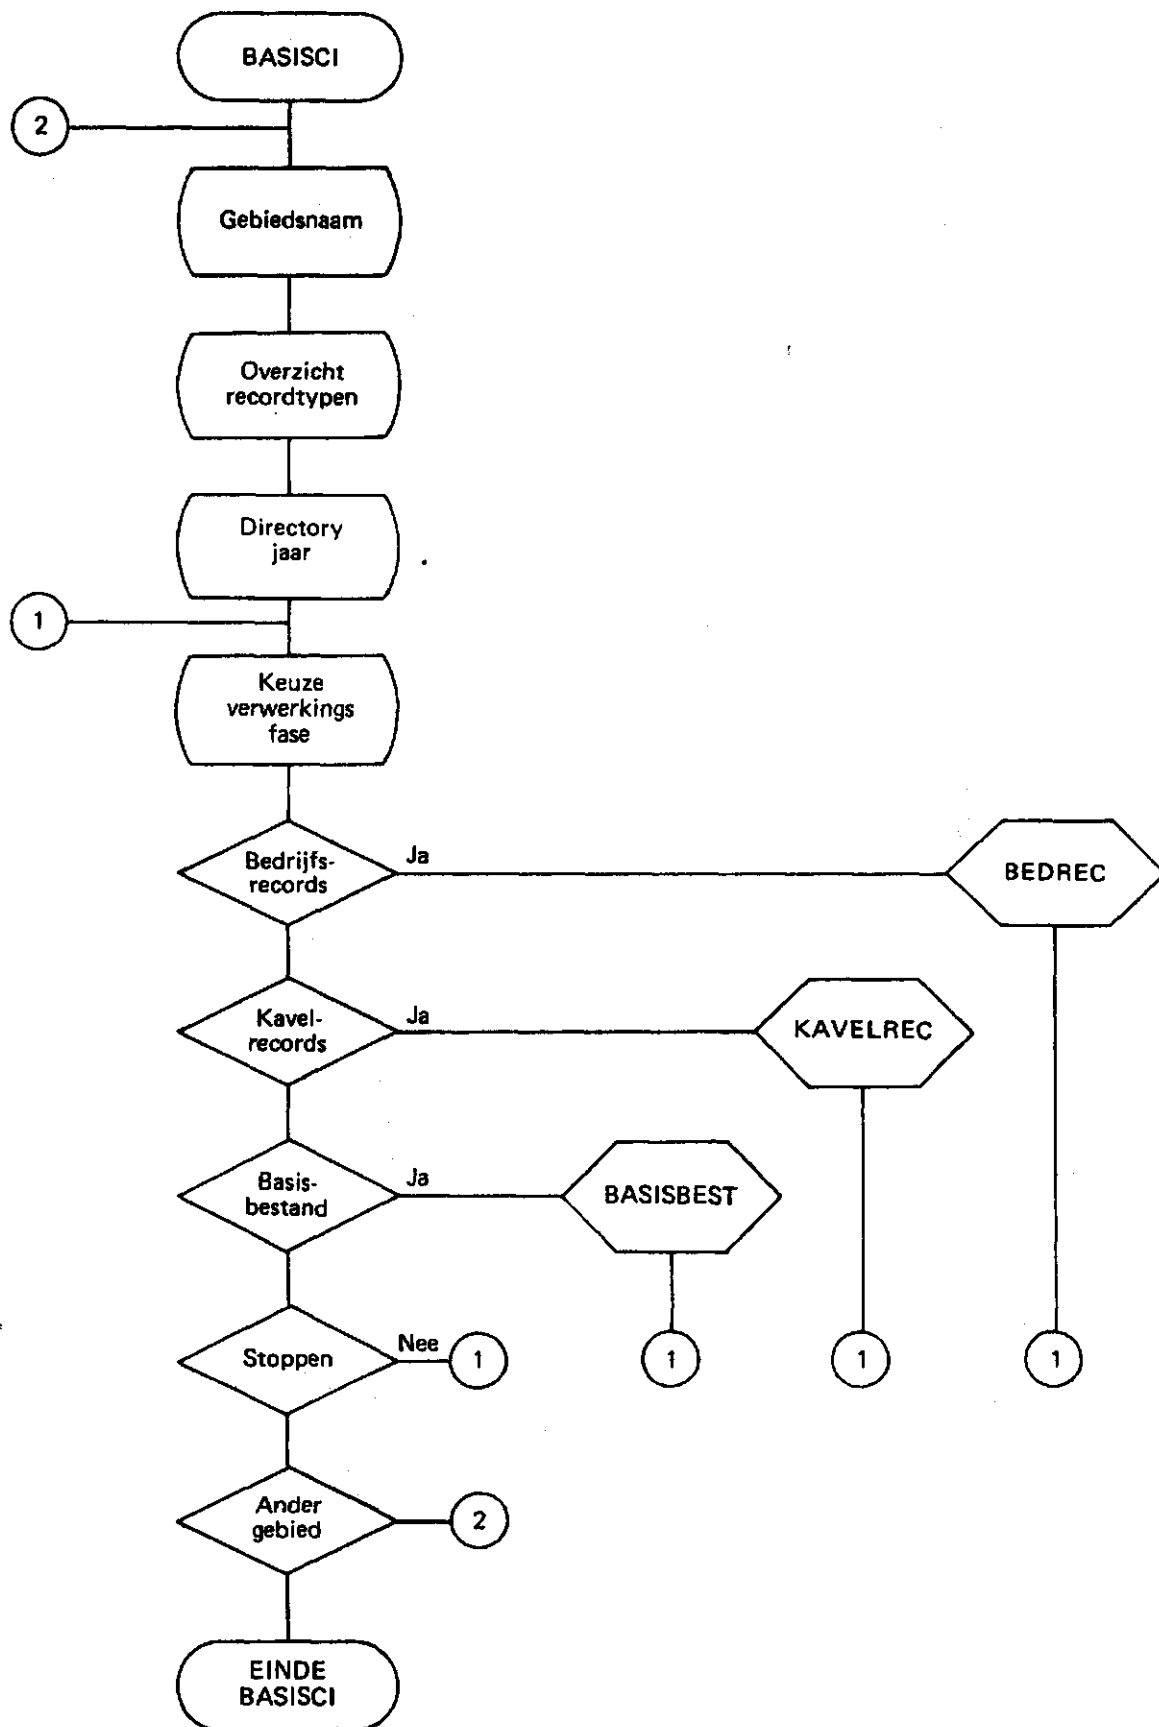 BASISCI
2
Gebiedsnaam
Overzicht
recordtypen
Directory
jaar
1
Keuze
verwerkings
fase
Bedrijfs-
records
Ja
BEDREC
Kavel-
records
Ja
KAVELREC
Basis-
bestand
Ja
BASISBEST
Stoppen
Nee
1
1
1
1
Ander
gebied
2
EINDE
BASISCI